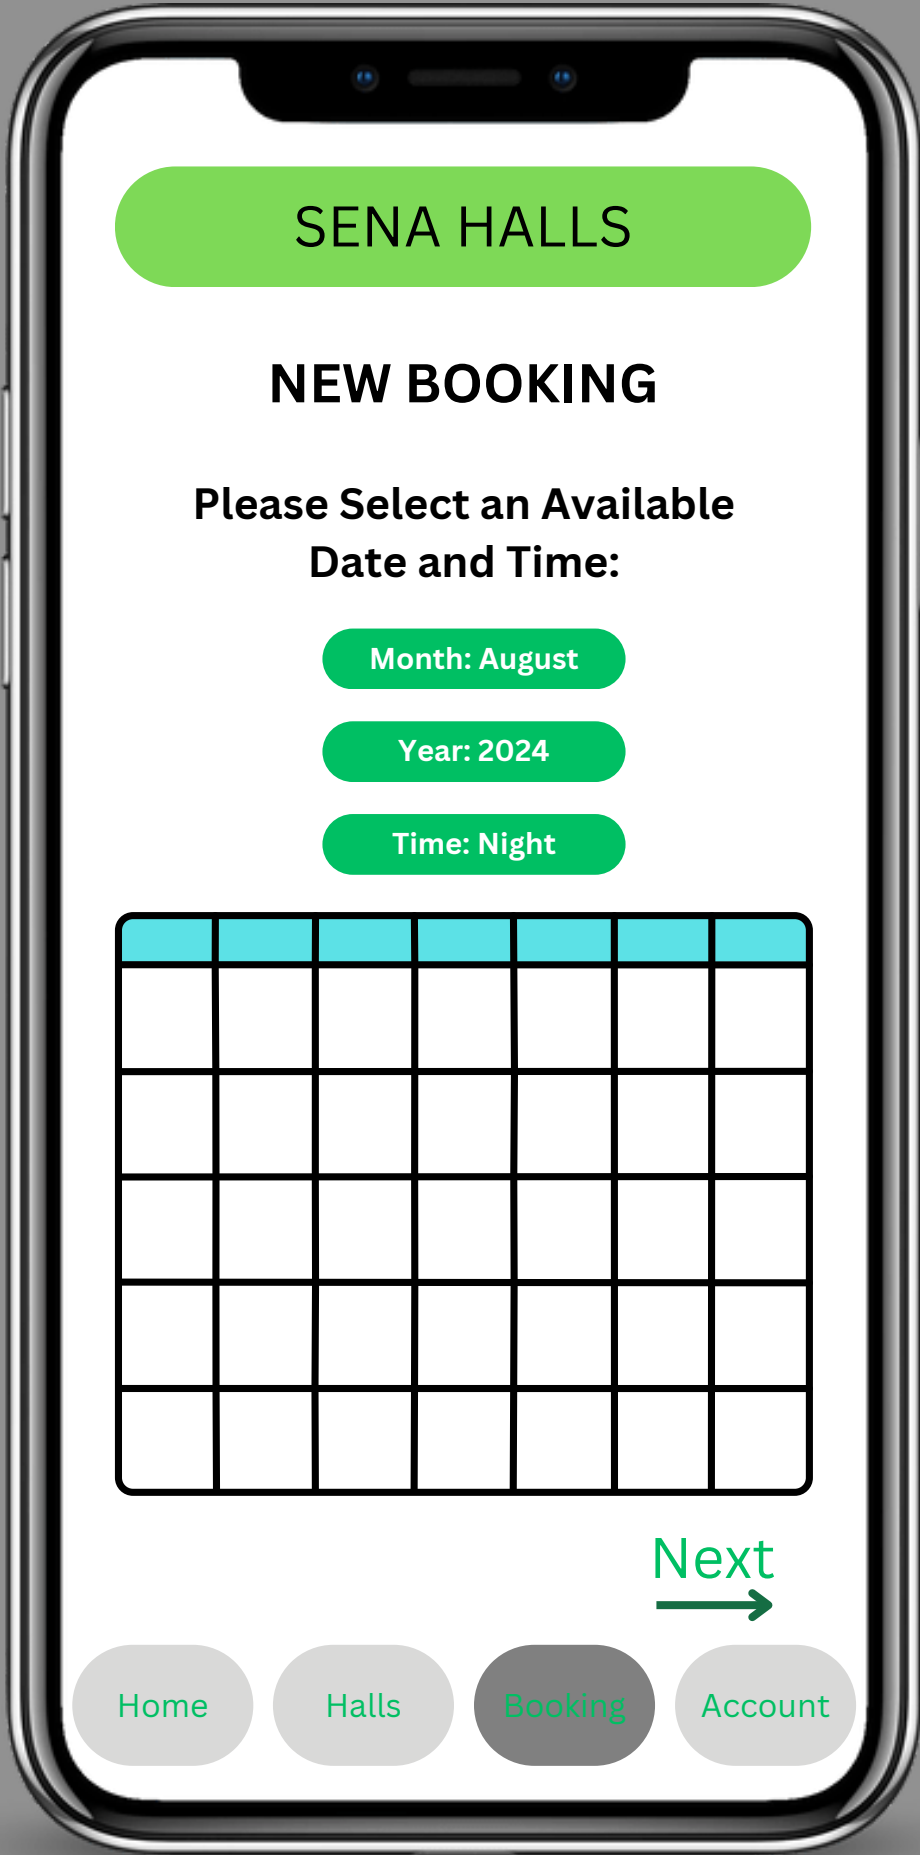 SENA HALLS
NEW BOOKING
Please Select an Available
Date and Time:
Month: August
Year: 2024
Time: Night
Next
Home
Halls
Booking
Account